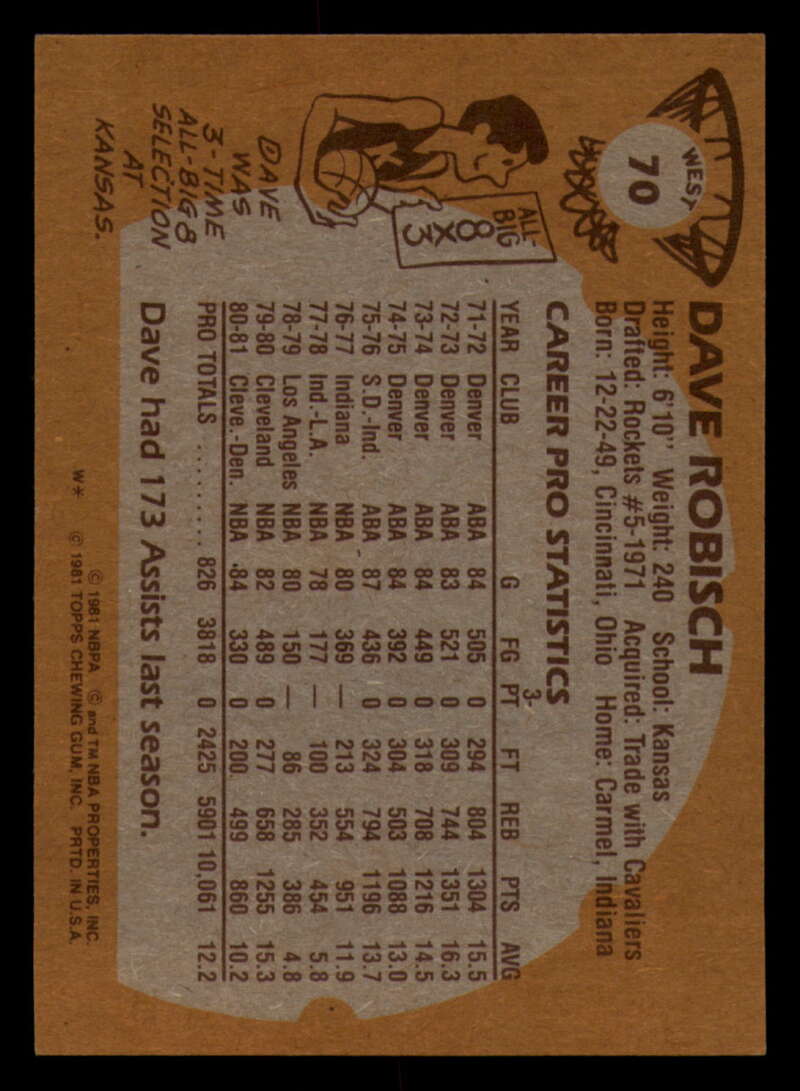 WEST
70
DAVE ROBISCH
Height: 6'10" Weight: 240 School: Kansas
Drafted: Rockets #5-1971 Acquired: Trade with Cavaliers
Born: 12-22-49, Cincinnati, Ohio Home: Carmel, Indiana
ALL-
BIG
8
X
3
DAVE
WAS
3-TIME
ALL-BIG 8
SELECTION
AT
KANSAS.
CAREER PRO STATISTICS
YEAR CLUB G FG 3-PT FT REB PTS AVG
71-72 Denver ABA 84 505 0 294 804 1304 15.5
72-73 Denver ABA 83 521 0 309 744 1351 16.3
73-74 Denver ABA 84 449 0 318 708 1216 14.5
74-75 Denver ABA 84 392 0 304 503 1088 13.0
75-76 S.D.-Ind. ABA 87 436 0 324 794 1196 13.7
76-77 Indiana NBA 80 369 — 213 554 951 11.9
77-78 Ind.-L.A. NBA 78 177 — 100 352 454 5.8
78-79 Los Angeles NBA 80 150 — 86 285 386 4.8
79-80 Cleveland NBA 82 489 0 277 658 1255 15.3
80-81 Cleve.-Den. NBA 84 330 0 200 499 860 10.2
PRO TOTALS .......... 826 3818 0 2425 5901 10,061 12.2
Dave had 173 Assists last season.
© 1981 NBPA © and TM NBA PROPERTIES, INC.
W* © 1981 TOPPS CHEWING GUM, INC. PRTD. IN U.S.A.